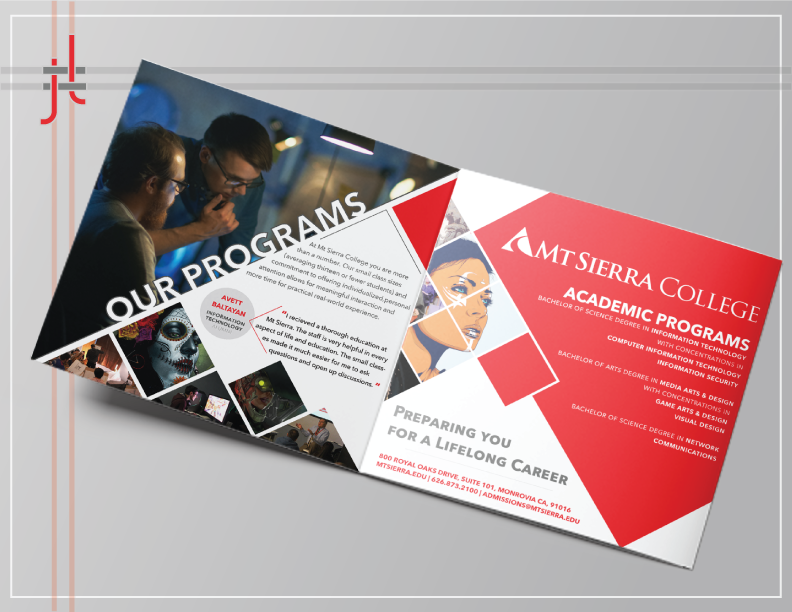 jl
OUR PROGRAMS
At Mt Sierra College you are more
than a number. Our small class sizes
(averaging thirteen or fewer students) and
commitment to offering individualized, personal
attention allows for meaningful interaction and
more time for practical real-world experience.
AVETT
BALTAYAN
INFORMATION
TECHNOLOGY
"I recieved a thorough education at
Mt Sierra. The staff is very helpful in every
aspect of life and education. The small class-
es made it much easier for me to ask
questions and open up discussions."
MT SIERRA COLLEGE
ACADEMIC PROGRAMS
BACHELOR OF SCIENCE DEGREE IN INFORMATION TECHNOLOGY
WITH CONCENTRATIONS IN
COMPUTER INFORMATION TECHNOLOGY
INFORMATION SECURITY
BACHELOR OF ARTS DEGREE IN MEDIA ARTS & DESIGN
WITH CONCENTRATIONS IN
GAME ARTS & DESIGN
VISUAL DESIGN
BACHELOR OF SCIENCE DEGREE IN NETWORK
COMMUNICATIONS
PREPARING YOU
FOR A LIFELONG CAREER
800 ROYAL OAKS DRIVE, SUITE 101, MONROVIA CA, 91016
MTSIERRA.EDU | 626.873.2100 | ADMISSIONS@MTSIERRA.EDU